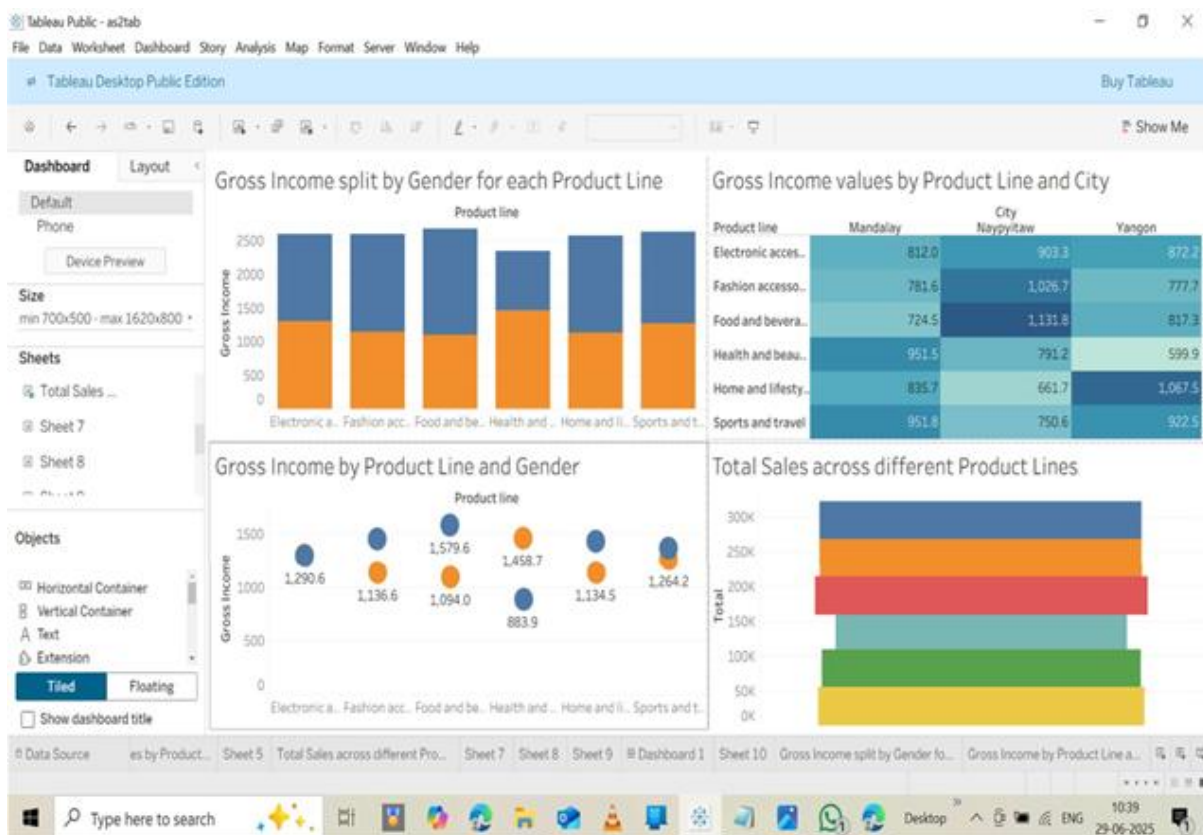 Tableau Public - as2tab
File Data Worksheet Dashboard Story Analysis Map Format Server Window Help
Tableau Desktop Public Edition
Buy Tableau
Show Me
Dashboard Layout
Default
Phone
Device Preview
Size
min 700x500 - max 1620x800
Sheets
Total Sales ...
Sheet 7
Sheet 8
Objects
Horizontal Container
Vertical Container
Text
Extension
Tiled Floating
Show dashboard title
Gross Income split by Gender for each Product Line
Product line
Gross Income
2500
2000
1500
1000
500
0
Electronic a.. Fashion acc.. Food and be.. Health and .. Home and li.. Sports and t..
Gross Income values by Product Line and City
City
Product line Mandalay Naypyitaw Yangon
Electronic acces.. 812.0 903.3 872.2
Fashion accesso.. 781.6 1,026.7 777.7
Food and bevera.. 724.5 1,131.8 817.3
Health and beau.. 951.5 791.2 599.9
Home and lifesty.. 835.7 661.7 1,067.5
Sports and travel 951.8 750.6 922.5
Gross Income by Product Line and Gender
Product line
Gross Income
1500
1000
500
0
1,290.6
1,136.6
1,579.6
1,094.0
1,458.7
883.9
1,134.5
1,264.2
Electronic a.. Fashion acc.. Food and be.. Health and .. Home and li.. Sports and t..
Total Sales across different Product Lines
Total
300K
250K
200K
150K
100K
50K
0K
Data Source es by Product... Sheet 5 Total Sales across different Pro... Sheet 7 Sheet 8 Sheet 9 Dashboard 1 Sheet 10 Gross Income split by Gender fo... Gross Income by Product Line a...
Type here to search
Desktop
ENG
10:39
29-06-2025